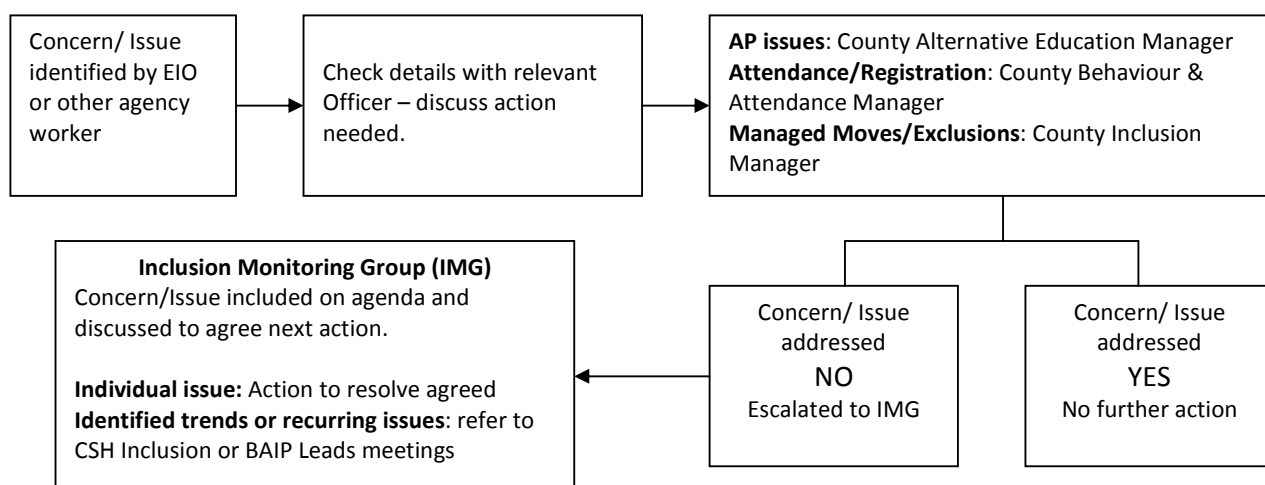 Concern/ Issue
identified by EIO
or other agency
worker
Check details with relevant
Officer – discuss action
needed.
AP issues: County Alternative Education Manager
Attendance/Registration: County Behaviour &
Attendance Manager
Managed Moves/Exclusions: County Inclusion
Manager
Inclusion Monitoring Group (IMG)
Concern/Issue included on agenda and
discussed to agree next action.
Individual issue: Action to resolve agreed
Identified trends or recurring issues: refer to
CSH Inclusion or BAIP Leads meetings
Concern/ Issue
addressed
NO
Escalated to IMG
Concern/ Issue
addressed
YES
No further action